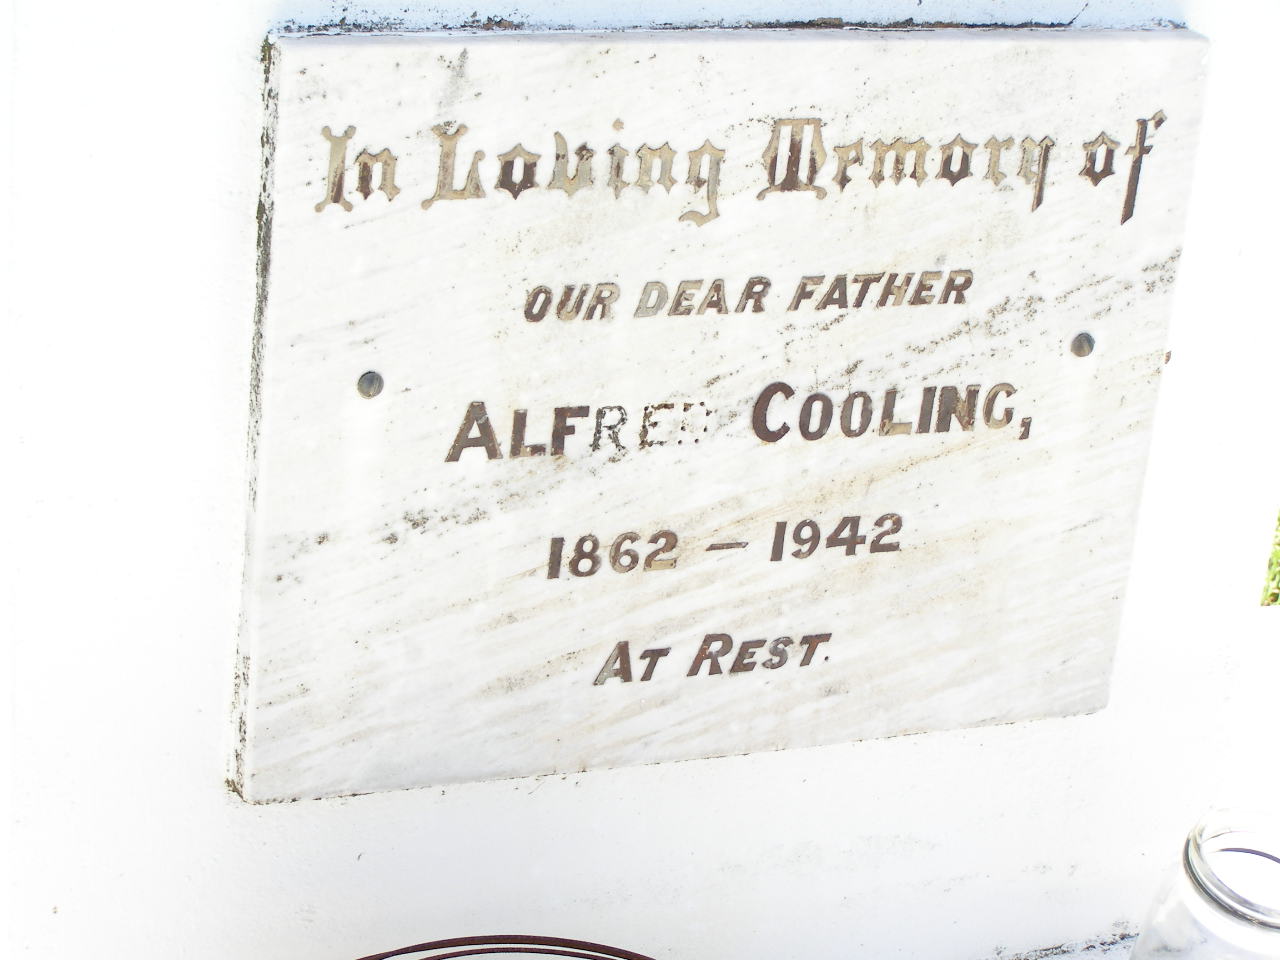 In Loving Memory of
OUR DEAR FATHER
ALFRED COOLING,
1862 — 1942
AT REST.